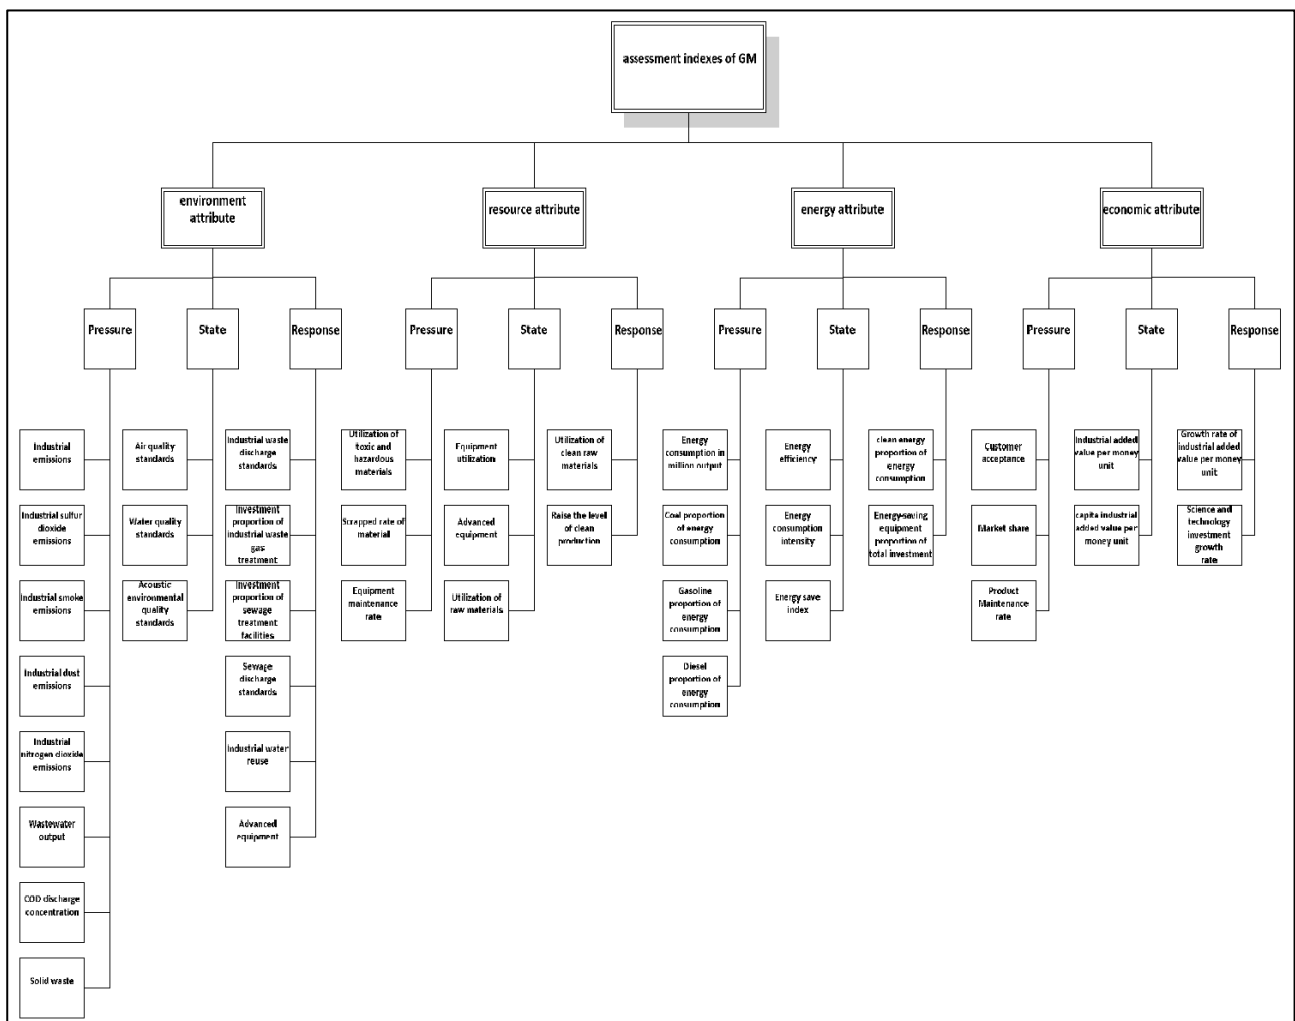 assessment indexes of GM
environment
attribute
resource attribute
energy attribute
economic attribute
Pressure
State
Response
Pressure
State
Response
Pressure
State
Response
Pressure
State
Response
Industrial
emissions
Industrial sulfur
dioxide
emissions
Industrial smoke
emissions
Industrial dust
emissions
Industrial
nitrogen dioxide
emissions
Wastewater
output
COD discharge
concentration
Solid waste
Air quality
standards
Water quality
standards
Acoustic
environmental
quality
standards
Industrial waste
discharge
standards
Investment
proportion of
industrial waste
gas
treatment
Investment
proportion of
sewage
treatment
facilities
Sewage
discharge
standards
Industrial water
reuse
Advanced
equipment
Utilization of
toxic and
hazardous
materials
Scrapped rate of
material
Equipment
maintenance
rate
Equipment
utilization
Advanced
equipment
Utilization
of raw materials
Utilization of
clean raw
materials
Raise the level
of clean
production
Energy
consumption in
million output
Coal proportion
of energy
consumption
Gasoline
proportion of
energy
consumption
Diesel
proportion of
energy
consumption
Energy
efficiency
Energy
consumption
intensity
Energy save
index
clean energy
proportion of
energy
consumption
Energy-saving
equipment
proportion of
total investment
Customer
acceptance
Market share
Product
Maintenance
rate
Industrial added
value per money
unit
capita industrial
added value per
money unit
Growth rate of
industrial added
value per money
unit
Science and
technology
investment
growth
rate